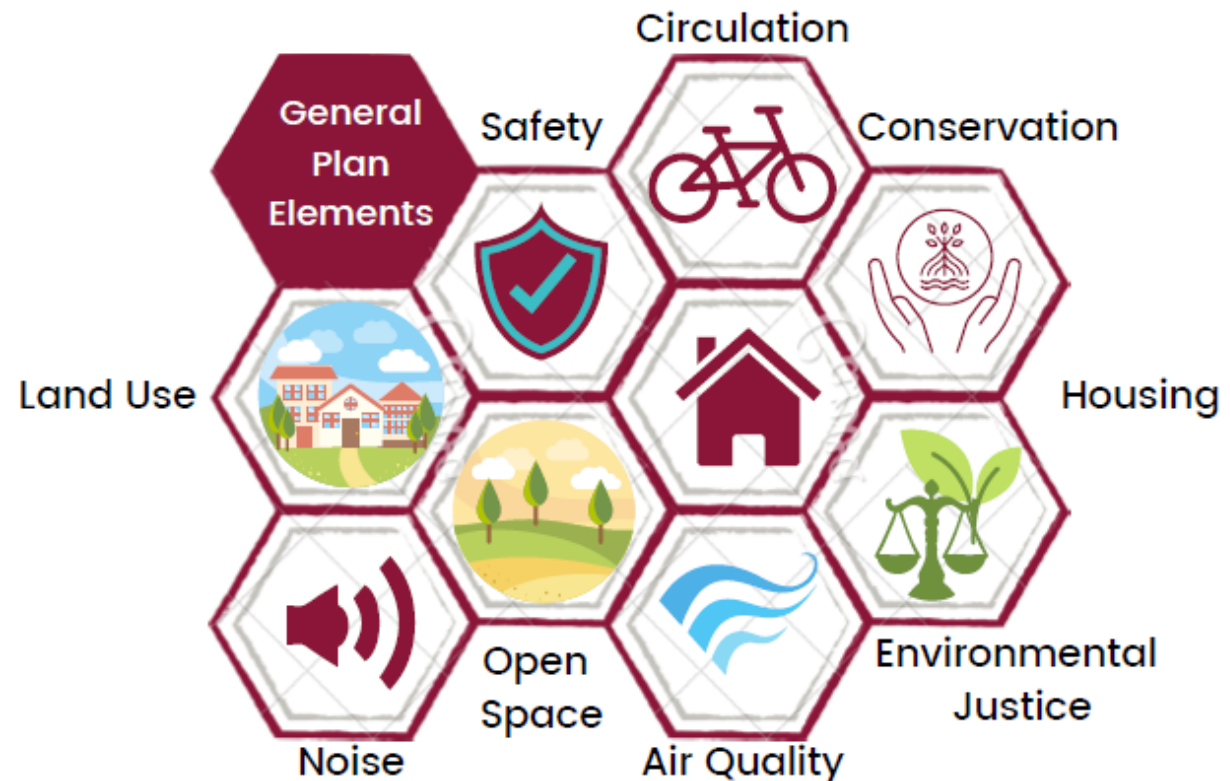 Circulation
General
Plan
Elements
Safety
Conservation
Land Use
Housing
Open
Space
Environmental
Justice
Noise
Air Quality